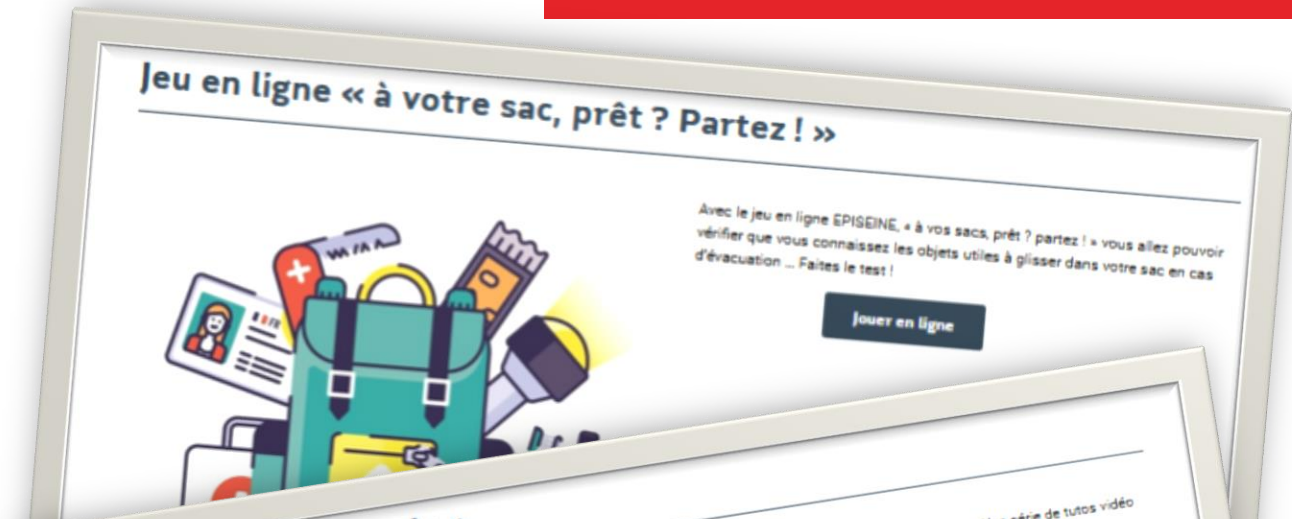 Jeu en ligne « à votre sac, prêt ? Partez ! »
Avec le jeu en ligne EPISEINE, « à vos sacs, prêt ? partez ! » vous allez pouvoir
vérifier que vous connaissez les objets utiles à glisser dans votre sac en cas
d'évacuation ... Faites le test !
Jouer en ligne
série de tutos vidéo